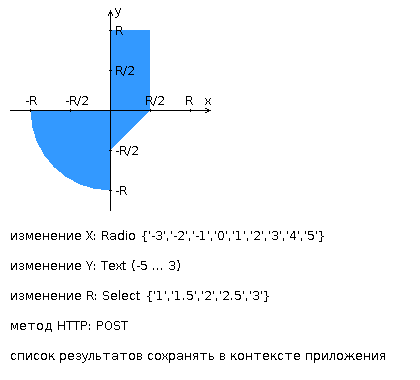 y
R
R/2
-R
-R/2
R/2
R
x
-R/2
-R
изменение X: Radio {'-3','-2','-1','0','1','2','3','4','5'}
изменение Y: Text (-5 ... 3)
изменение R: Select {'1','1.5','2','2.5','3'}
метод HTTP: POST
список результатов сохранять в контексте приложения